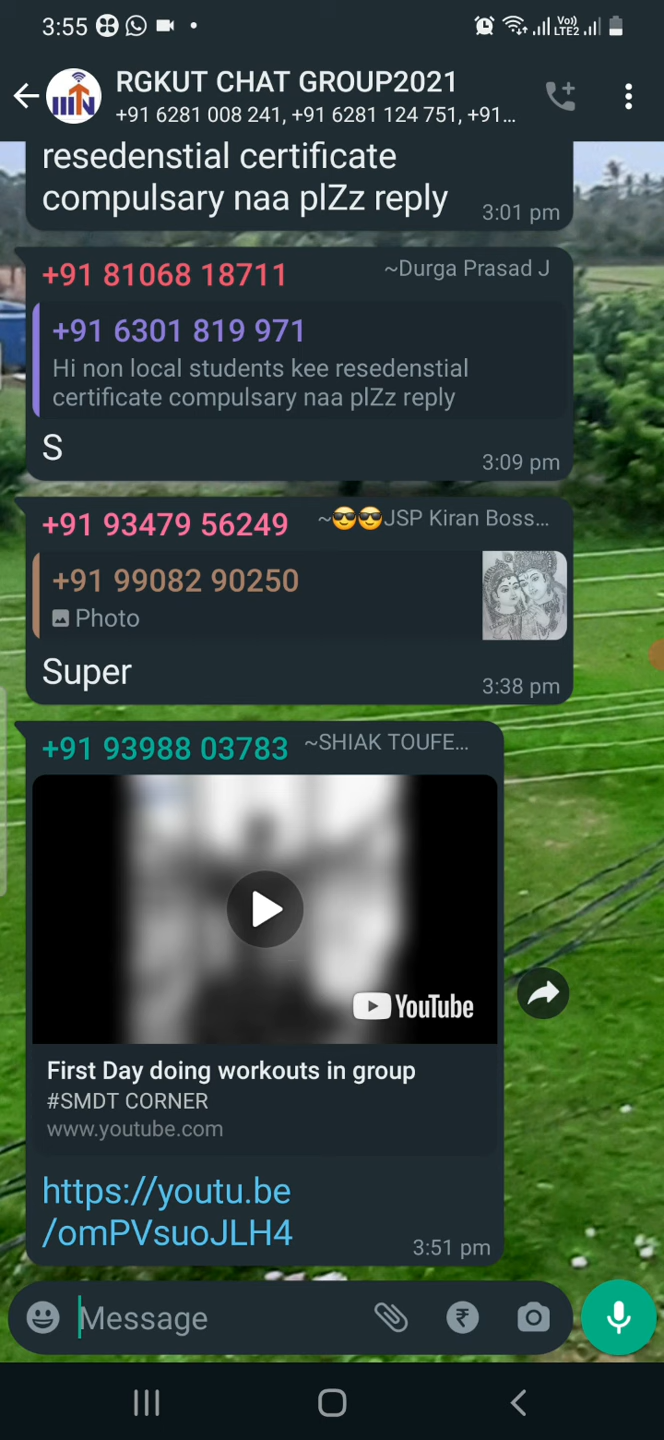 3:55
Vo))
LTE2
RGKUT CHAT GROUP2021
+91 6281 008 241, +91 6281 124 751, +91...
resedenstial certificate
compulsary naa plZz reply
3:01 pm
+91 81068 18711 ~Durga Prasad J
+91 6301 819 971
Hi non local students kee resedenstial
certificate compulsary naa plZz reply
S
3:09 pm
+91 93479 56249 ~😎😎JSP Kiran Boss...
+91 99082 90250
Photo
Super
3:38 pm
+91 93988 03783 ~SHIAK TOUFE...
YouTube
First Day doing workouts in group
#SMDT CORNER
www.youtube.com
https://youtu.be
/omPVsuoJLH4
3:51 pm
Message